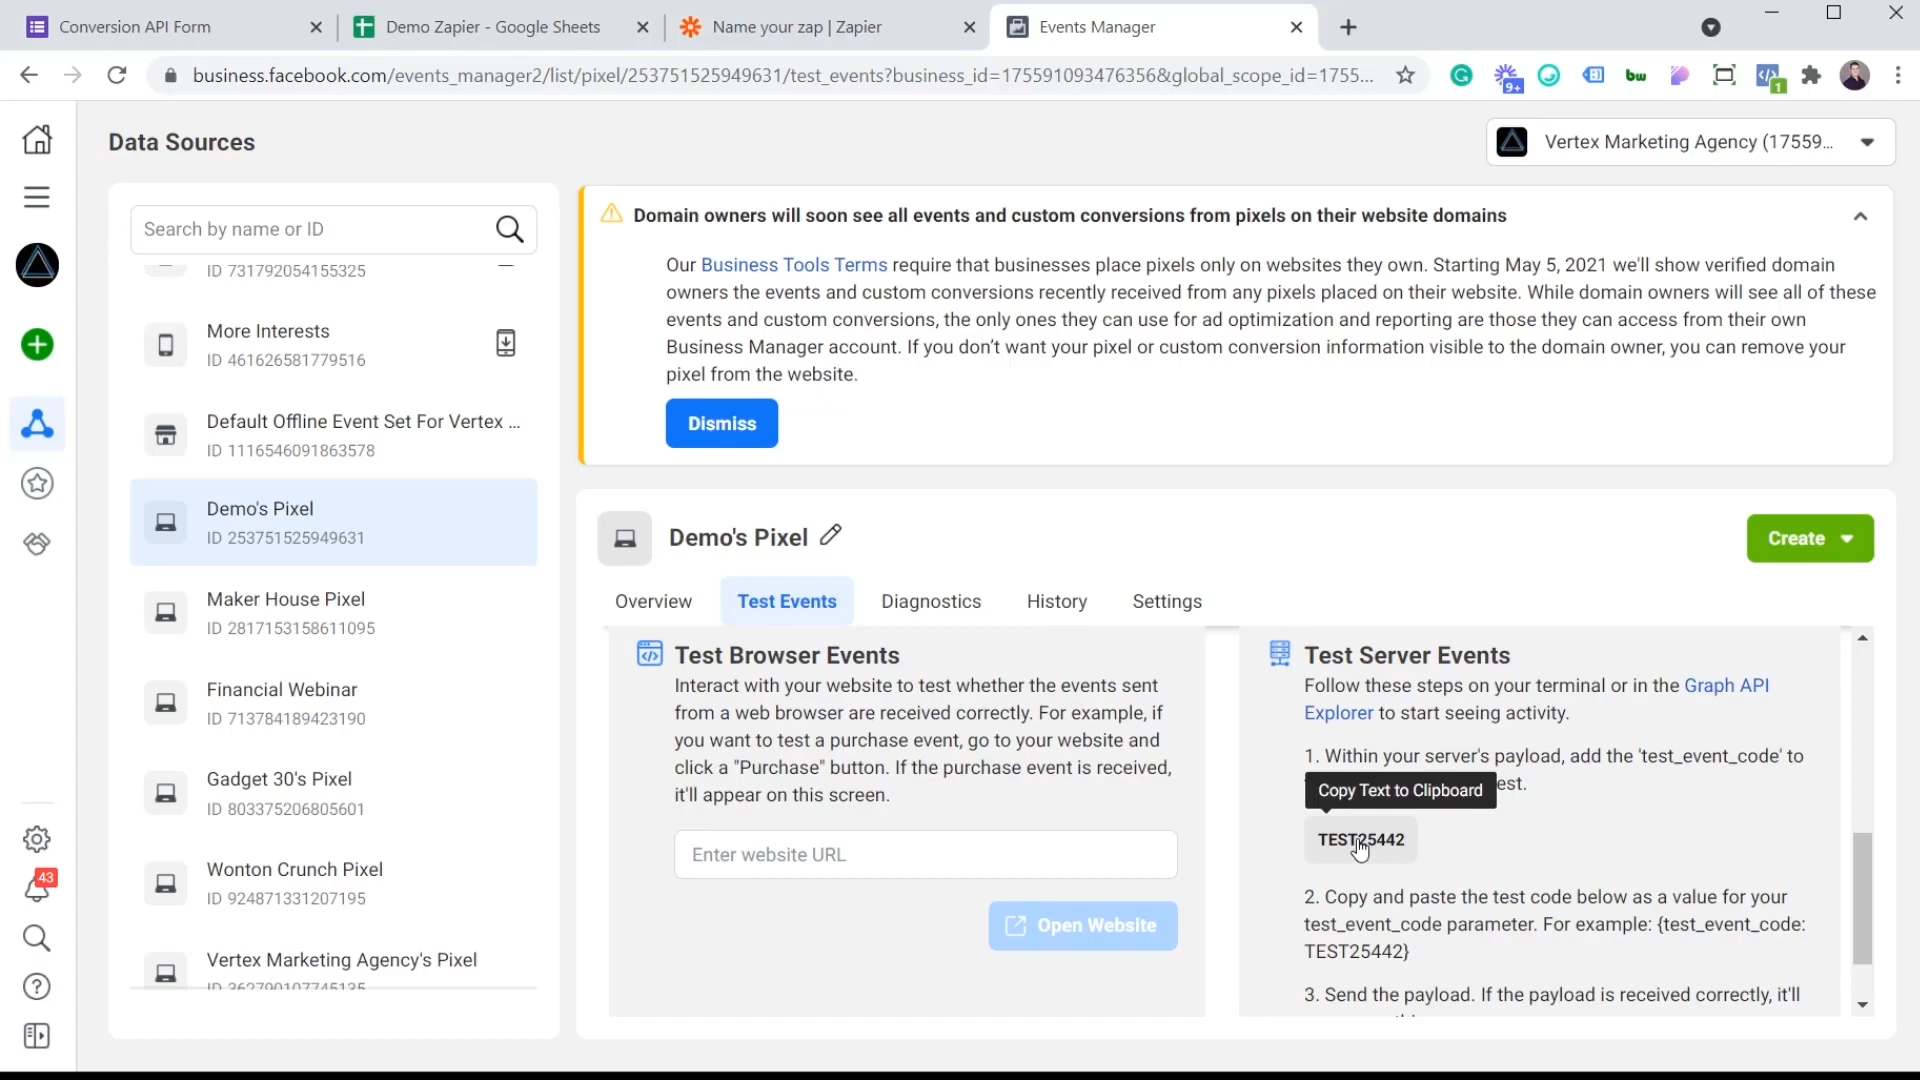 Conversion API Form
Demo Zapier - Google Sheets
Name your zap | Zapier
Events Manager
business.facebook.com/events_manager2/list/pixel/253751525949631/test_events?business_id=175591093476356&global_scope_id=1755...
9+
bw
1
Data Sources
Vertex Marketing Agency (17559...
Search by name or ID
ID 731792054155325
More Interests
ID 461626581779516
Default Offline Event Set For Vertex ...
ID 1116546091863578
Demo's Pixel
ID 253751525949631
Maker House Pixel
ID 2817153158611095
Financial Webinar
ID 713784189423190
Gadget 30's Pixel
ID 803375206805601
Wonton Crunch Pixel
ID 924871331207195
Vertex Marketing Agency's Pixel
ID 362790107745135
43
Domain owners will soon see all events and custom conversions from pixels on their website domains
Our Business Tools Terms require that businesses place pixels only on websites they own. Starting May 5, 2021 we'll show verified domain
owners the events and custom conversions recently received from any pixels placed on their website. While domain owners will see all of these
events and custom conversions, the only ones they can use for ad optimization and reporting are those they can access from their own
Business Manager account. If you don't want your pixel or custom conversion information visible to the domain owner, you can remove your
pixel from the website.
Dismiss
Demo's Pixel
Create
Overview
Test Events
Diagnostics
History
Settings
Test Browser Events
Interact with your website to test whether the events sent
from a web browser are received correctly. For example, if
you want to test a purchase event, go to your website and
click a "Purchase" button. If the purchase event is received,
it'll appear on this screen.
Enter website URL
Open Website
Test Server Events
Follow these steps on your terminal or in the Graph API
Explorer to start seeing activity.
1. Within your server's payload, add the 'test_event_code' to
est.
Copy Text to Clipboard
TEST25442
2. Copy and paste the test code below as a value for your
test_event_code parameter. For example: {test_event_code:
TEST25442}
3. Send the payload. If the payload is received correctly, it'll